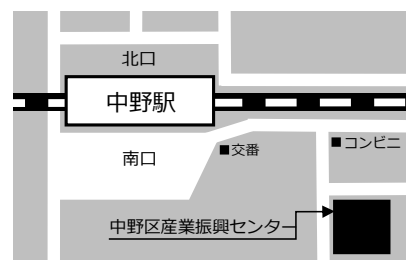 北口
中野駅
南口
■交番
■コンビニ
中野区産業振興センター